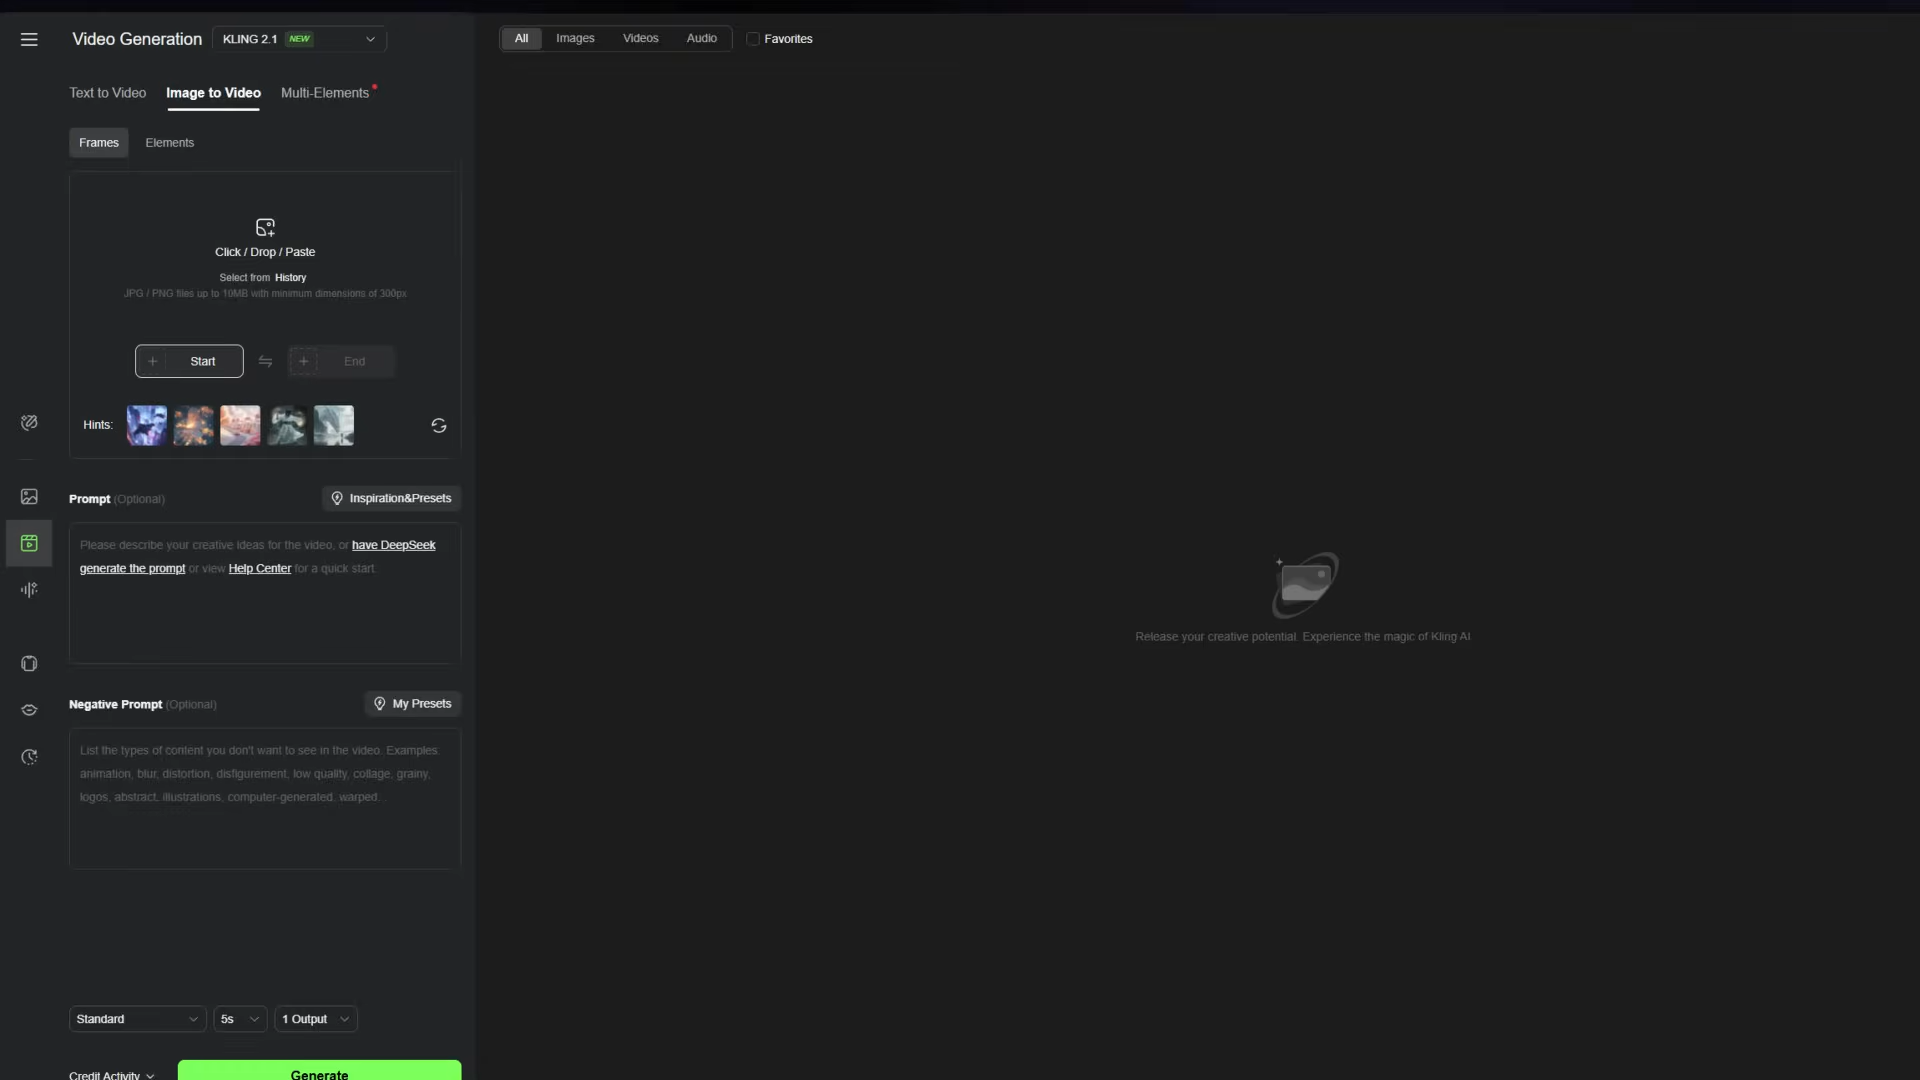 Video Generation
KLING 2.1 NEW
All
Images
Videos
Audio
Favorites
Text to Video
Image to Video
Multi-Elements
Frames
Elements
Click / Drop / Paste
Select from History
JPG / PNG files up to 10MB with minimum dimensions of 300px
Start
End
Hints:
Prompt (Optional)
Inspiration&Presets
Please describe your creative ideas for the video, or have DeepSeek
generate the prompt or view Help Center for a quick start.
Release your creative potential. Experience the magic of Kling AI
Negative Prompt (Optional)
My Presets
List the types of content you don't want to see in the video. Examples:
animation, blur, distortion, disfigurement, low quality, collage, grainy,
logos, abstract, illustrations, computer-generated, warped...
Standard
5s
1 Output
Credit Activity
Generate